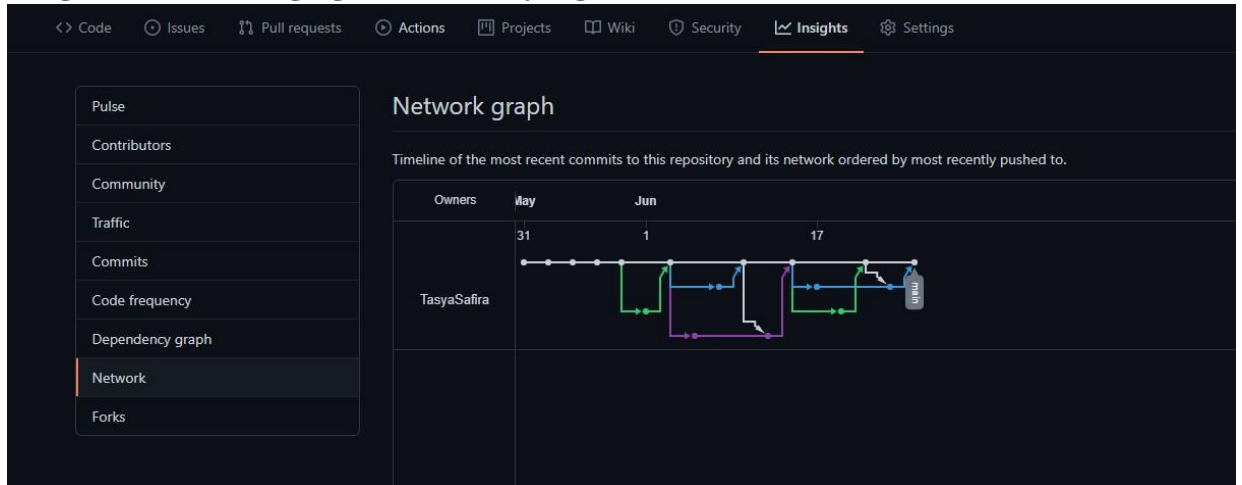 <> Code Issues Pull requests Actions Projects Wiki Security Insights Settings
Pulse
Contributors
Community
Traffic
Commits
Code frequency
Dependency graph
Network
Forks
Network graph
Timeline of the most recent commits to this repository and its network ordered by most recently pushed to.
Owners May Jun
31 1 17
TasyaSafira
main